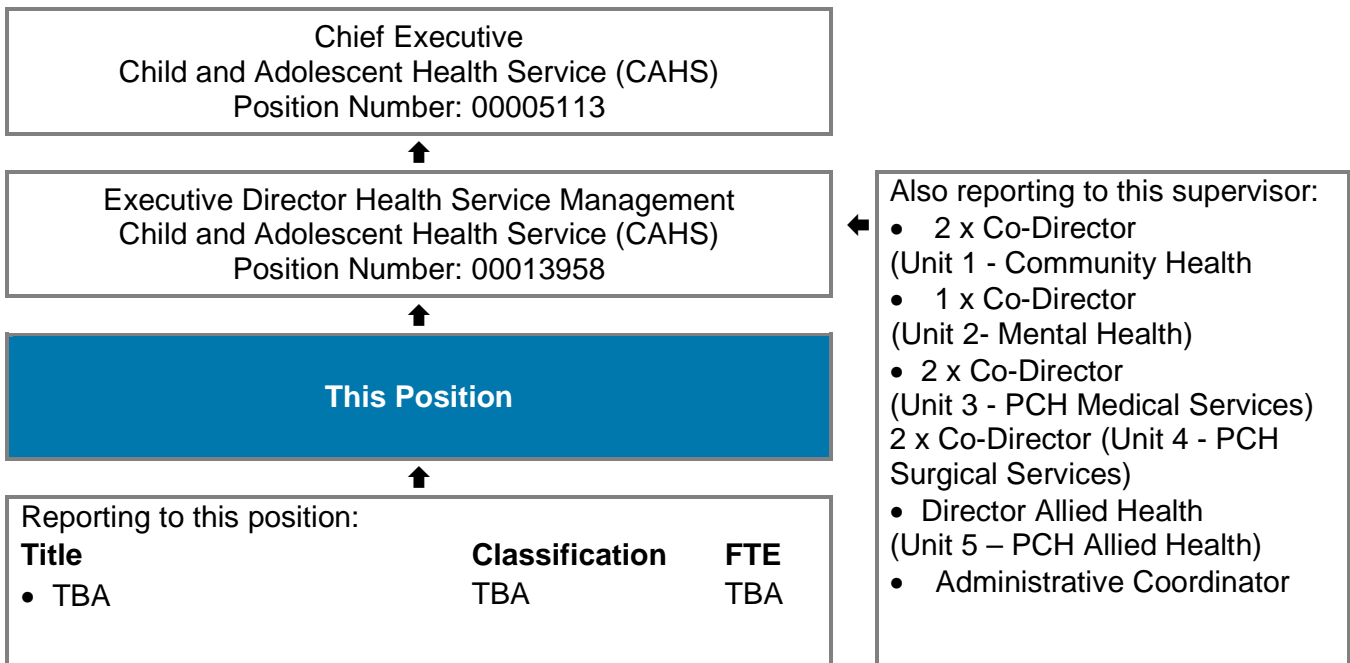 Chief Executive
Child and Adolescent Health Service (CAHS)
Position Number: 00005113
Executive Director Health Service Management
Child and Adolescent Health Service (CAHS)
Position Number: 00013958
This Position
Reporting to this position:
Title Classification FTE
• TBA TBA TBA
Also reporting to this supervisor:
• 2 x Co-Director
(Unit 1 - Community Health
• 1 x Co-Director
(Unit 2- Mental Health)
• 2 x Co-Director
(Unit 3 - PCH Medical Services)
2 x Co-Director (Unit 4 - PCH
Surgical Services)
• Director Allied Health
(Unit 5 – PCH Allied Health)
• Administrative Coordinator